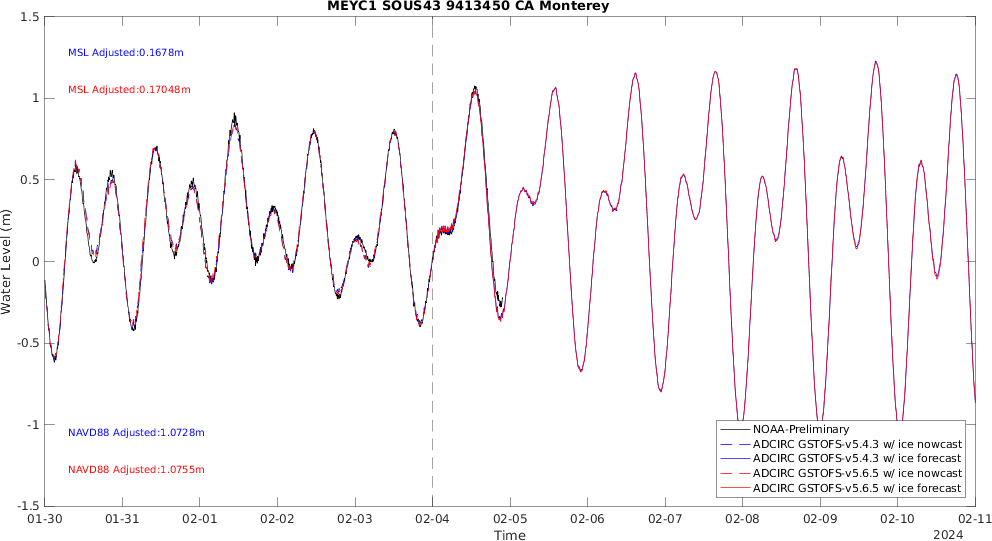 MEYC1 SOUS43 9413450 CA Monterey
1.5
MSL Adjusted:0.1678m
MSL Adjusted:0.17048m
1
0.5
0
-0.5
-1
-1.5
Water Level (m)
NAVD88 Adjusted:1.0728m
NAVD88 Adjusted:1.0755m
NOAA-Preliminary
ADCIRC GSTOFS-v5.4.3 w/ ice nowcast
ADCIRC GSTOFS-v5.4.3 w/ ice forecast
ADCIRC GSTOFS-v5.6.5 w/ ice nowcast
ADCIRC GSTOFS-v5.6.5 w/ ice forecast
01-30 01-31 02-01 02-02 02-03 02-04 02-05 02-06 02-07 02-08 02-09 02-10 02-11
Time
2024